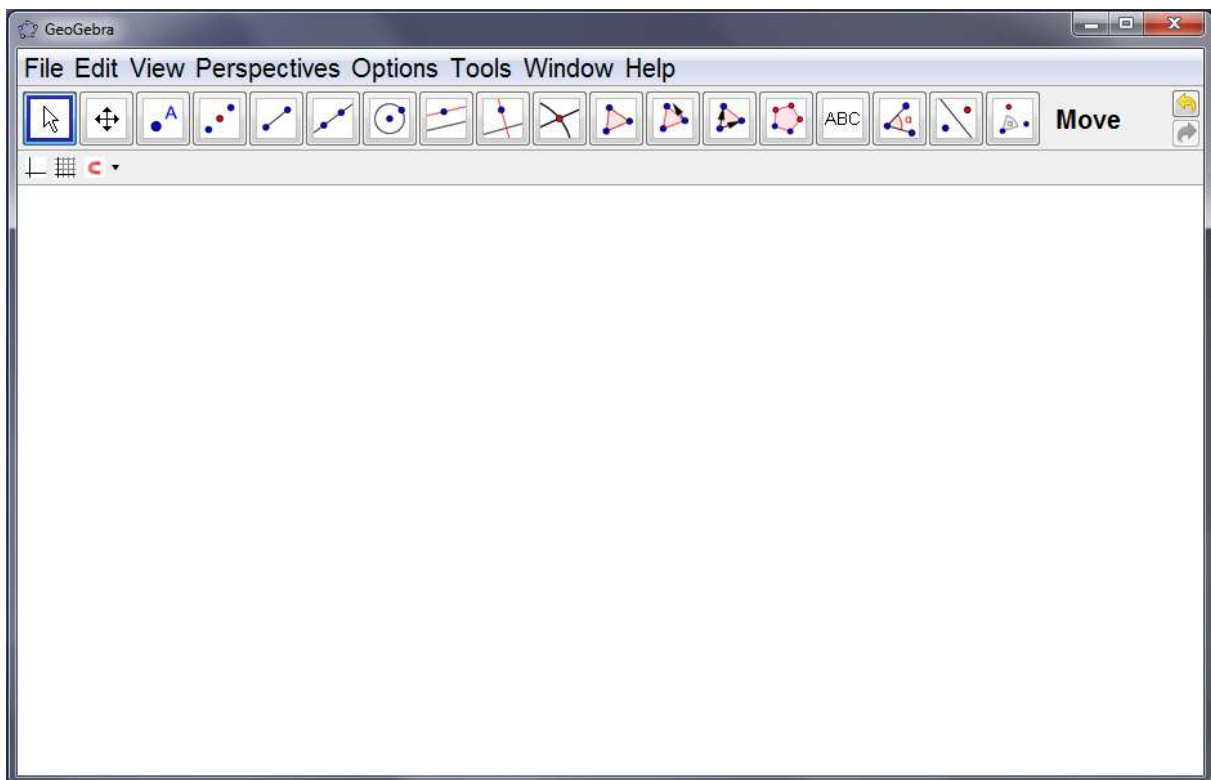 GeoGebra
File Edit View Perspectives Options Tools Window Help
A ABC α α Move